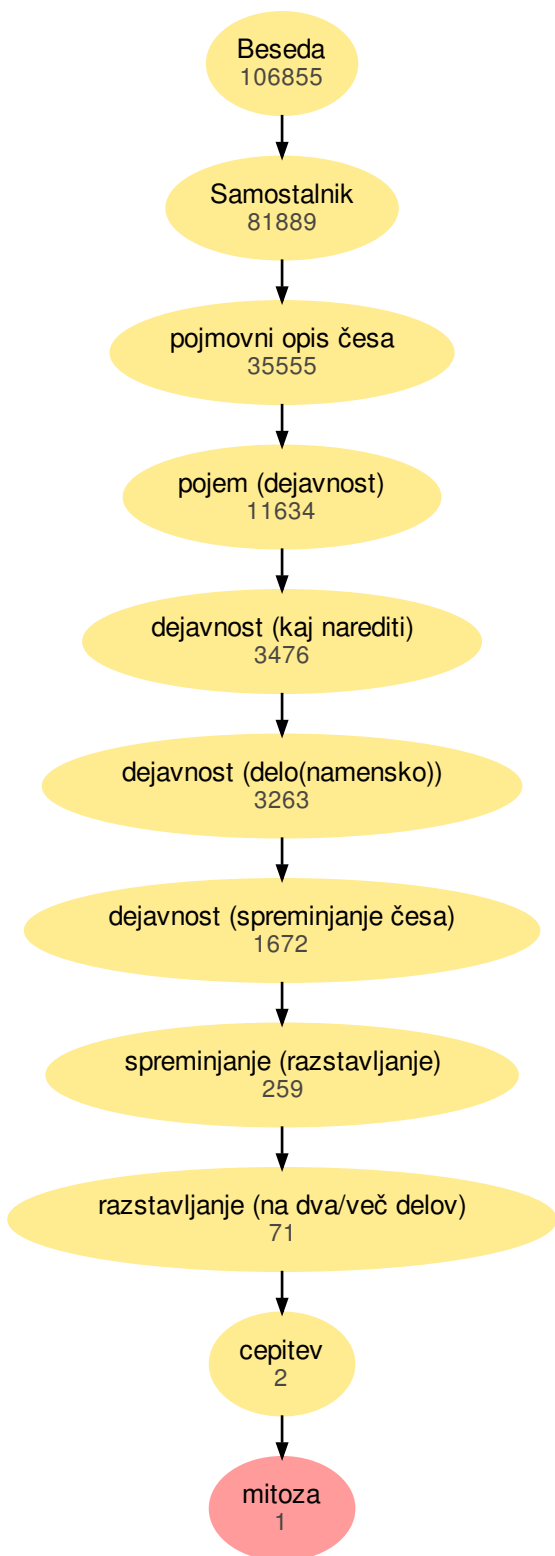 Beseda
106855
Samostalnik
81889
pojmovni opis česa
35555
pojem (dejavnost)
11634
dejavnost (kaj narediti)
3476
dejavnost (delo(namensko))
3263
dejavnost (spreminjanje česa)
1672
spreminjanje (razstavljanje)
259
razstavljanje (na dva/več delov)
71
cepitev
2
mitoza
1